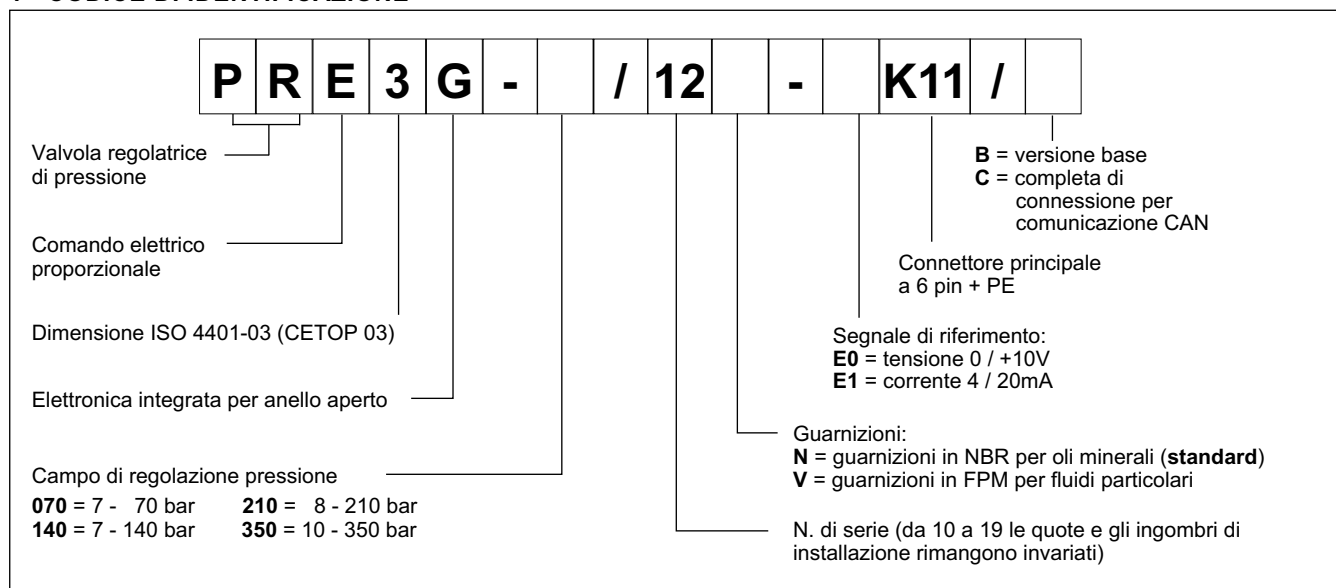 PRE3G- /12 - K11/
Valvola regolatrice
di pressione
Comando elettrico
proporzionale
Dimensione ISO 4401-03 (CETOP 03)
Elettronica integrata per anello aperto
Campo di regolazione pressione
070 = 7 - 70 bar 210 = 8 - 210 bar
140 = 7 - 140 bar 350 = 10 - 350 bar
B = versione base
C = completa di
connessione per
comunicazione CAN
Connettore principale
a 6 pin + PE
Segnale di riferimento:
E0 = tensione 0 / +10V
E1 = corrente 4 / 20mA
Guarnizioni:
N = guarnizioni in NBR per oli minerali (standard)
V = guarnizioni in FPM per fluidi particolari
N. di serie (da 10 a 19 le quote e gli ingombri di
installazione rimangono invariati)